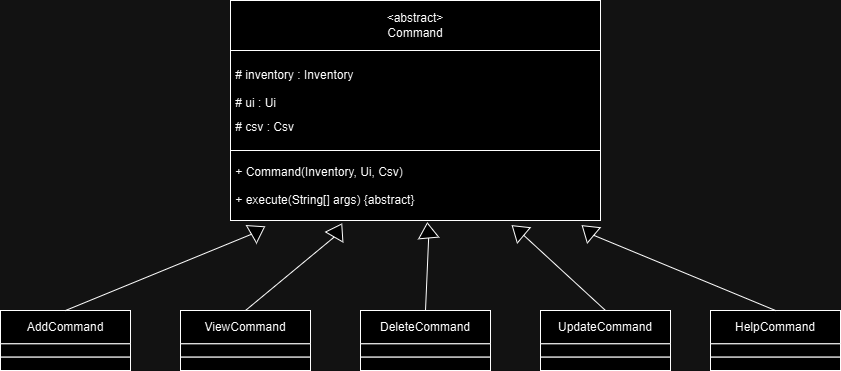 <abstract>
Command
# inventory : Inventory
# ui : Ui
# csv : Csv
+ Command(Inventory, Ui, Csv)
+ execute(String[] args) {abstract}
AddCommand
ViewCommand
DeleteCommand
UpdateCommand
HelpCommand